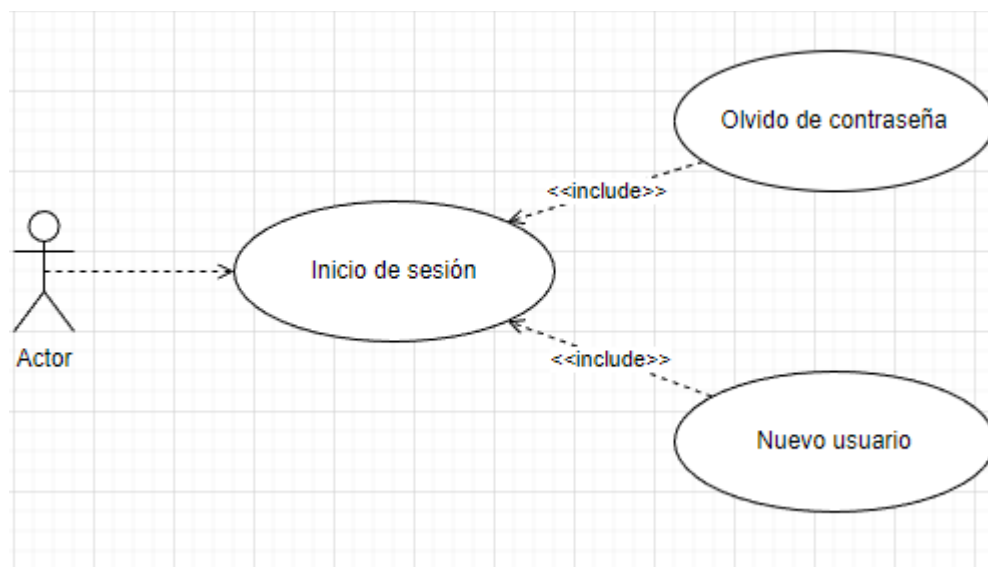 Olvido de contraseña
<<include>>
Inicio de sesión
Actor
<<include>>
Nuevo usuario